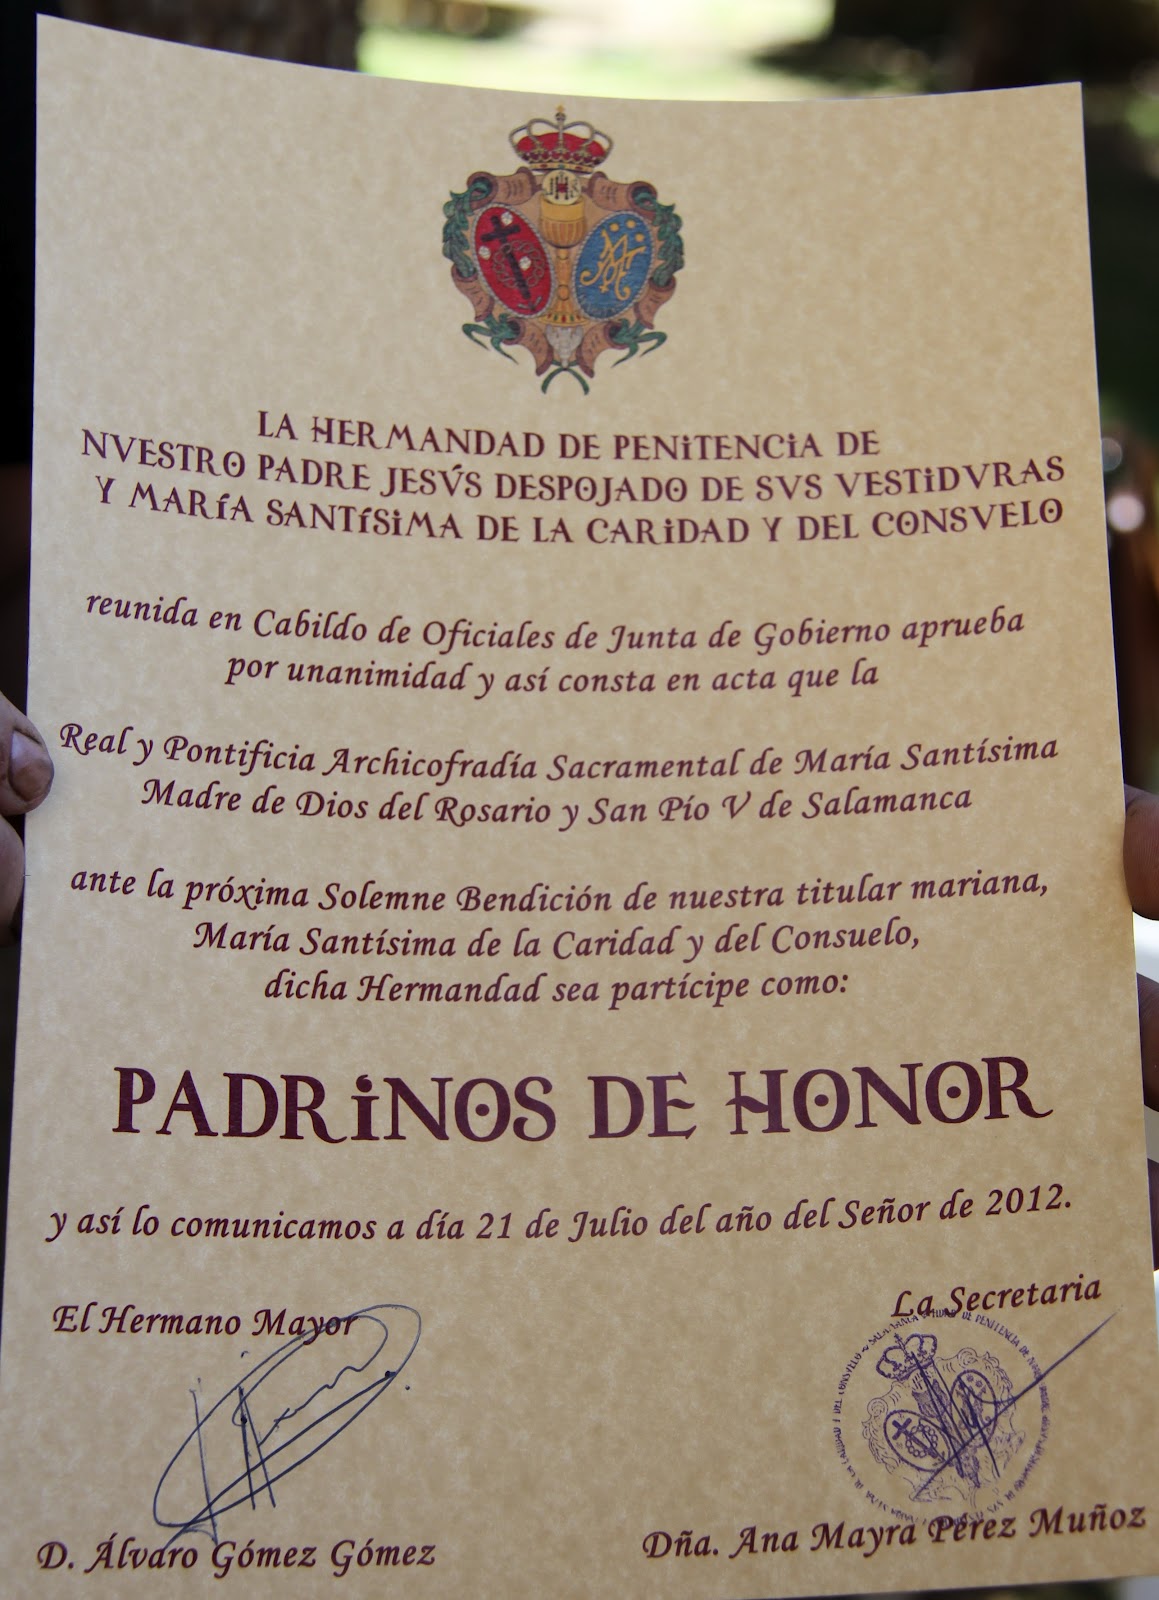 JHS
LA HERMANDAD DE PENiTENCiA DE
NVESTRO PADRE JESÚS DESPOJADO DE SVS VESTiDVRAS
Y MARÍA SANTÍSiMA DE LA CARiDAD Y DEL CONSVELO
reunida en Cabildo de Oficiales de Junta de Gobierno aprueba
por unanimidad y así consta en acta que la
Real y Pontificia Archicofradía Sacramental de María Santísima
Madre de Dios del Rosario y San Pío V de Salamanca
ante la próxima Solemne Bendición de nuestra titular mariana,
María Santísima de la Caridad y del Consuelo,
dicha Hermandad sea partícipe como:
PADRiNOS DE HONOR
y así lo comunicamos a día 21 de Julio del año del Señor de 2012.
El Hermano Mayor
La Secretaria
D. Álvaro Gómez Gómez
Dña. Ana Mayra Pérez Muñoz